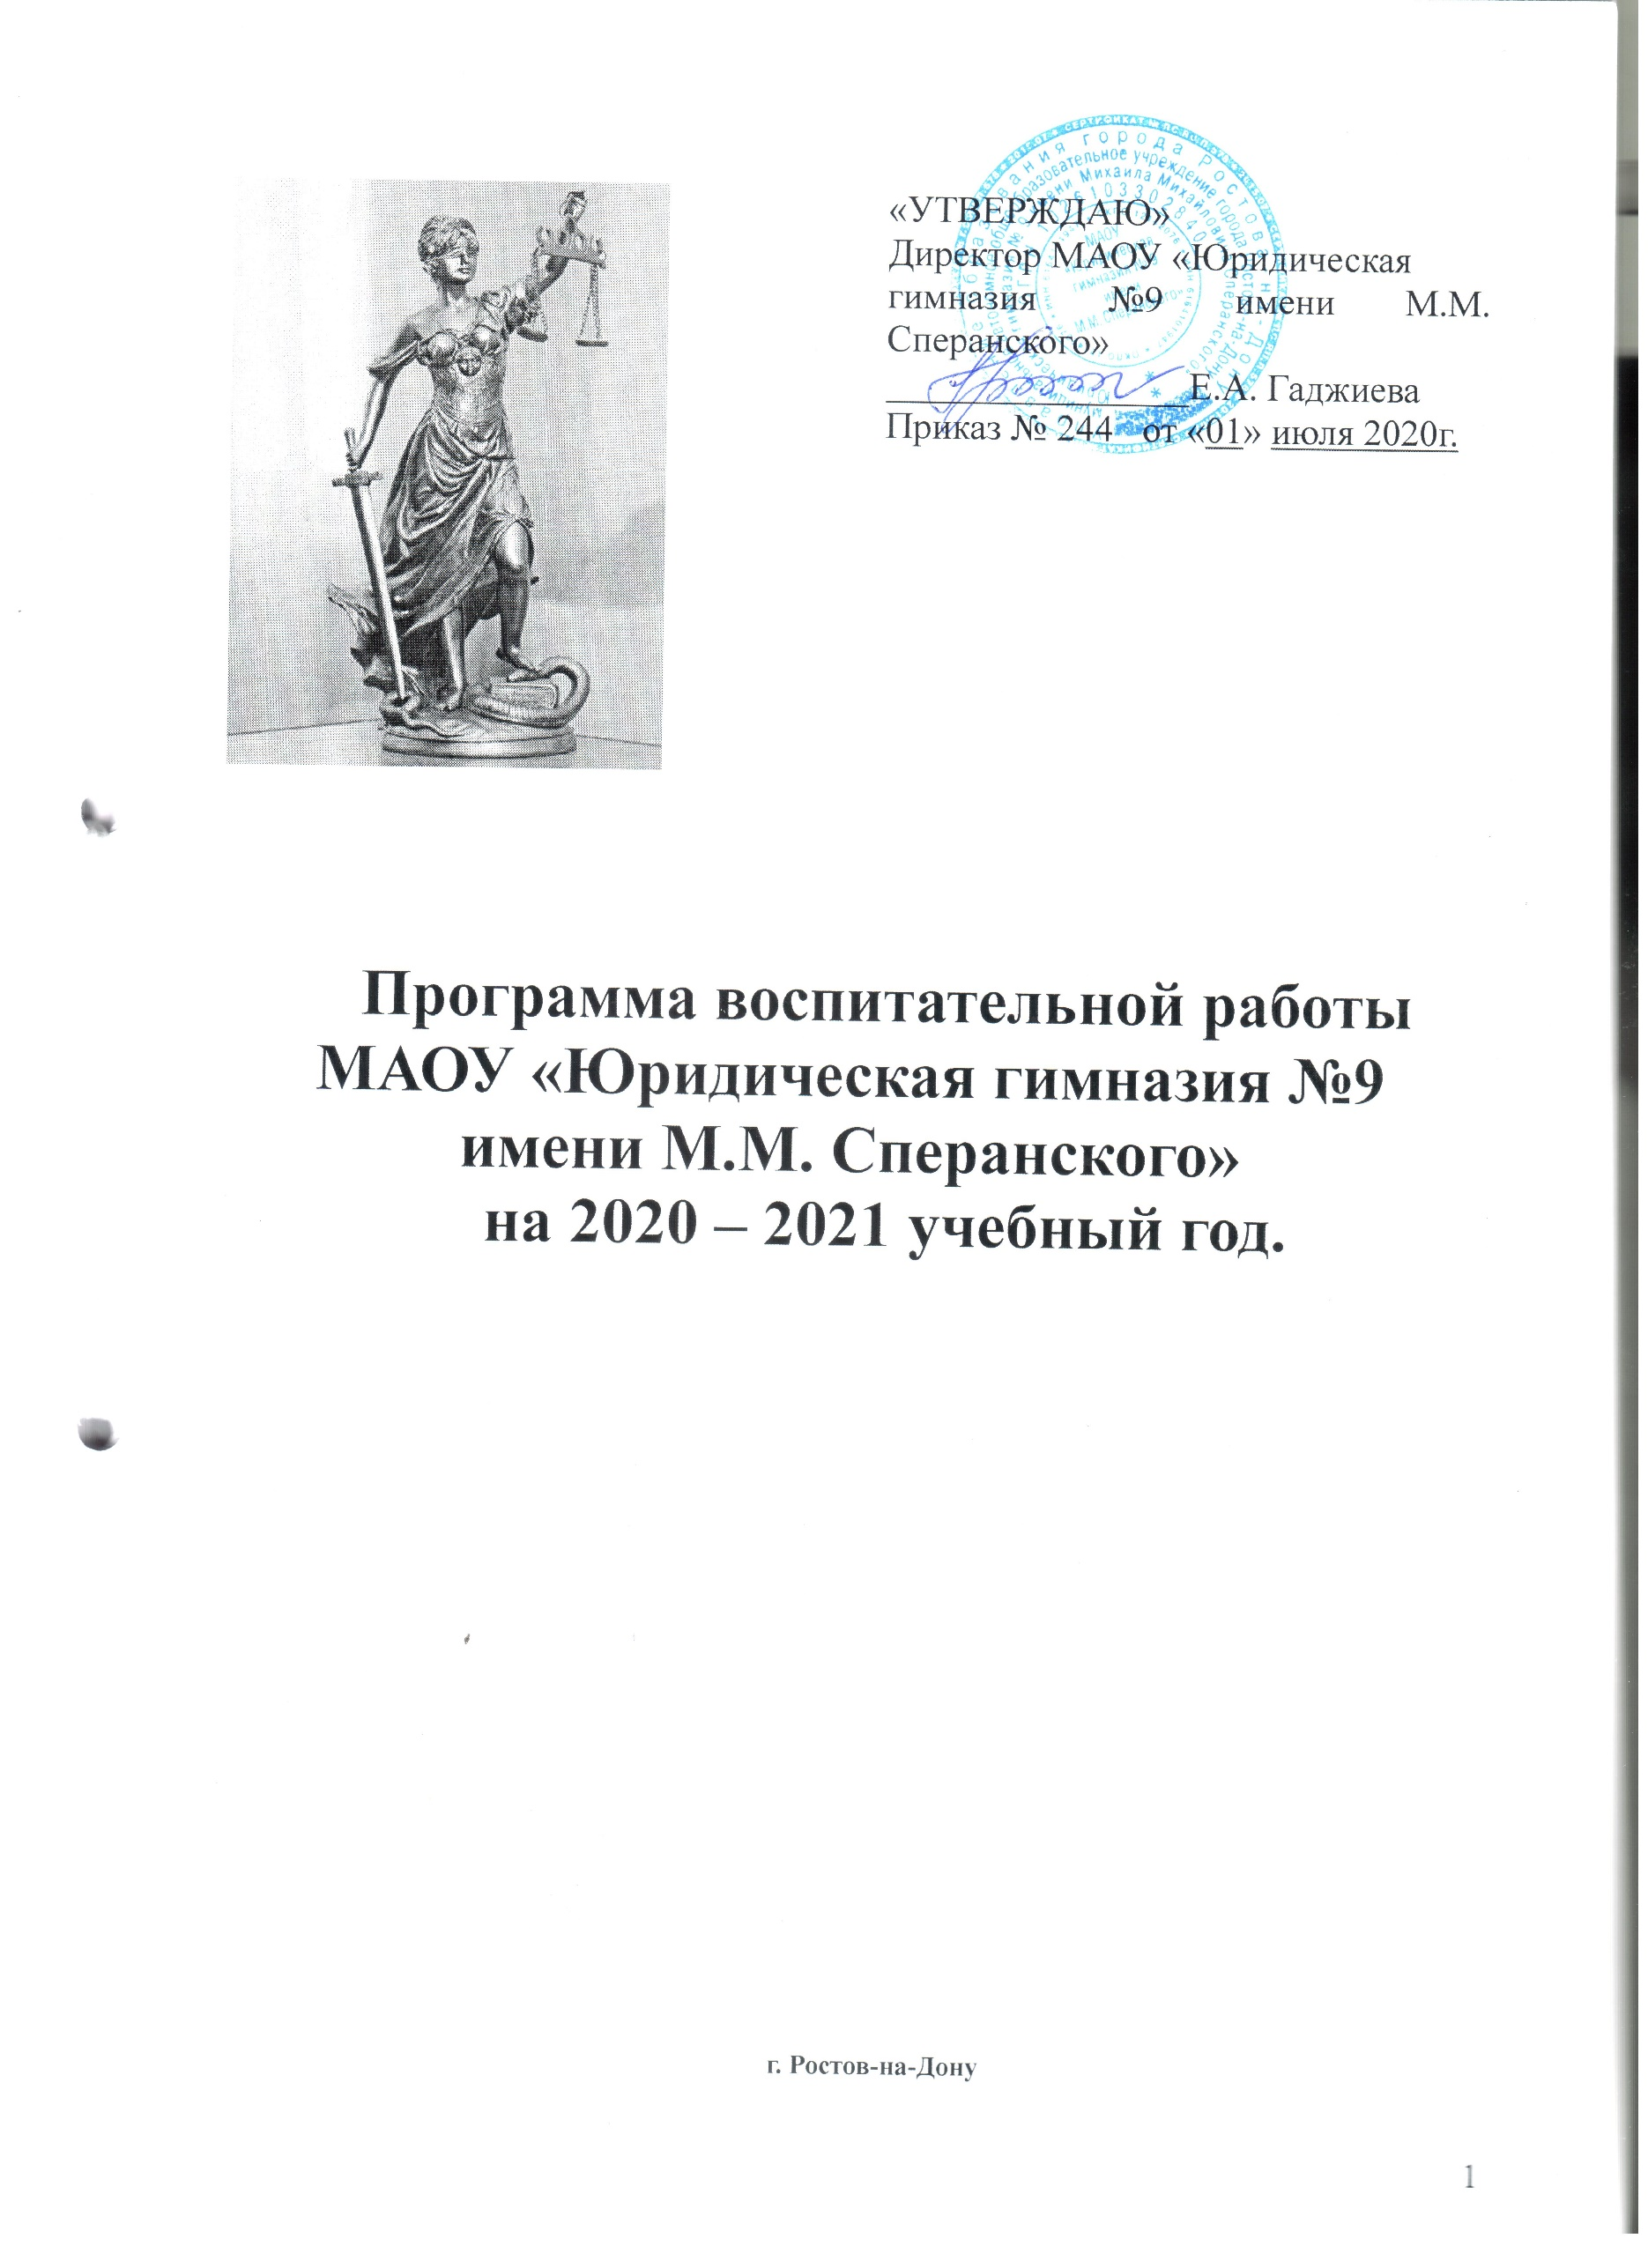 «УТВЕРЖДАЮ»
Директор МАОУ «Юридическая
гимназия №9 имени М.М.
Сперанского»
Е.А. Гаджиева
Приказ № 244 от «01» июля 2020г.
Программа воспитательной работы
МАОУ «Юридическая гимназия №9
имени М.М. Сперанского»
на 2020 – 2021 учебный год.
г. Ростов-на-Дону
1